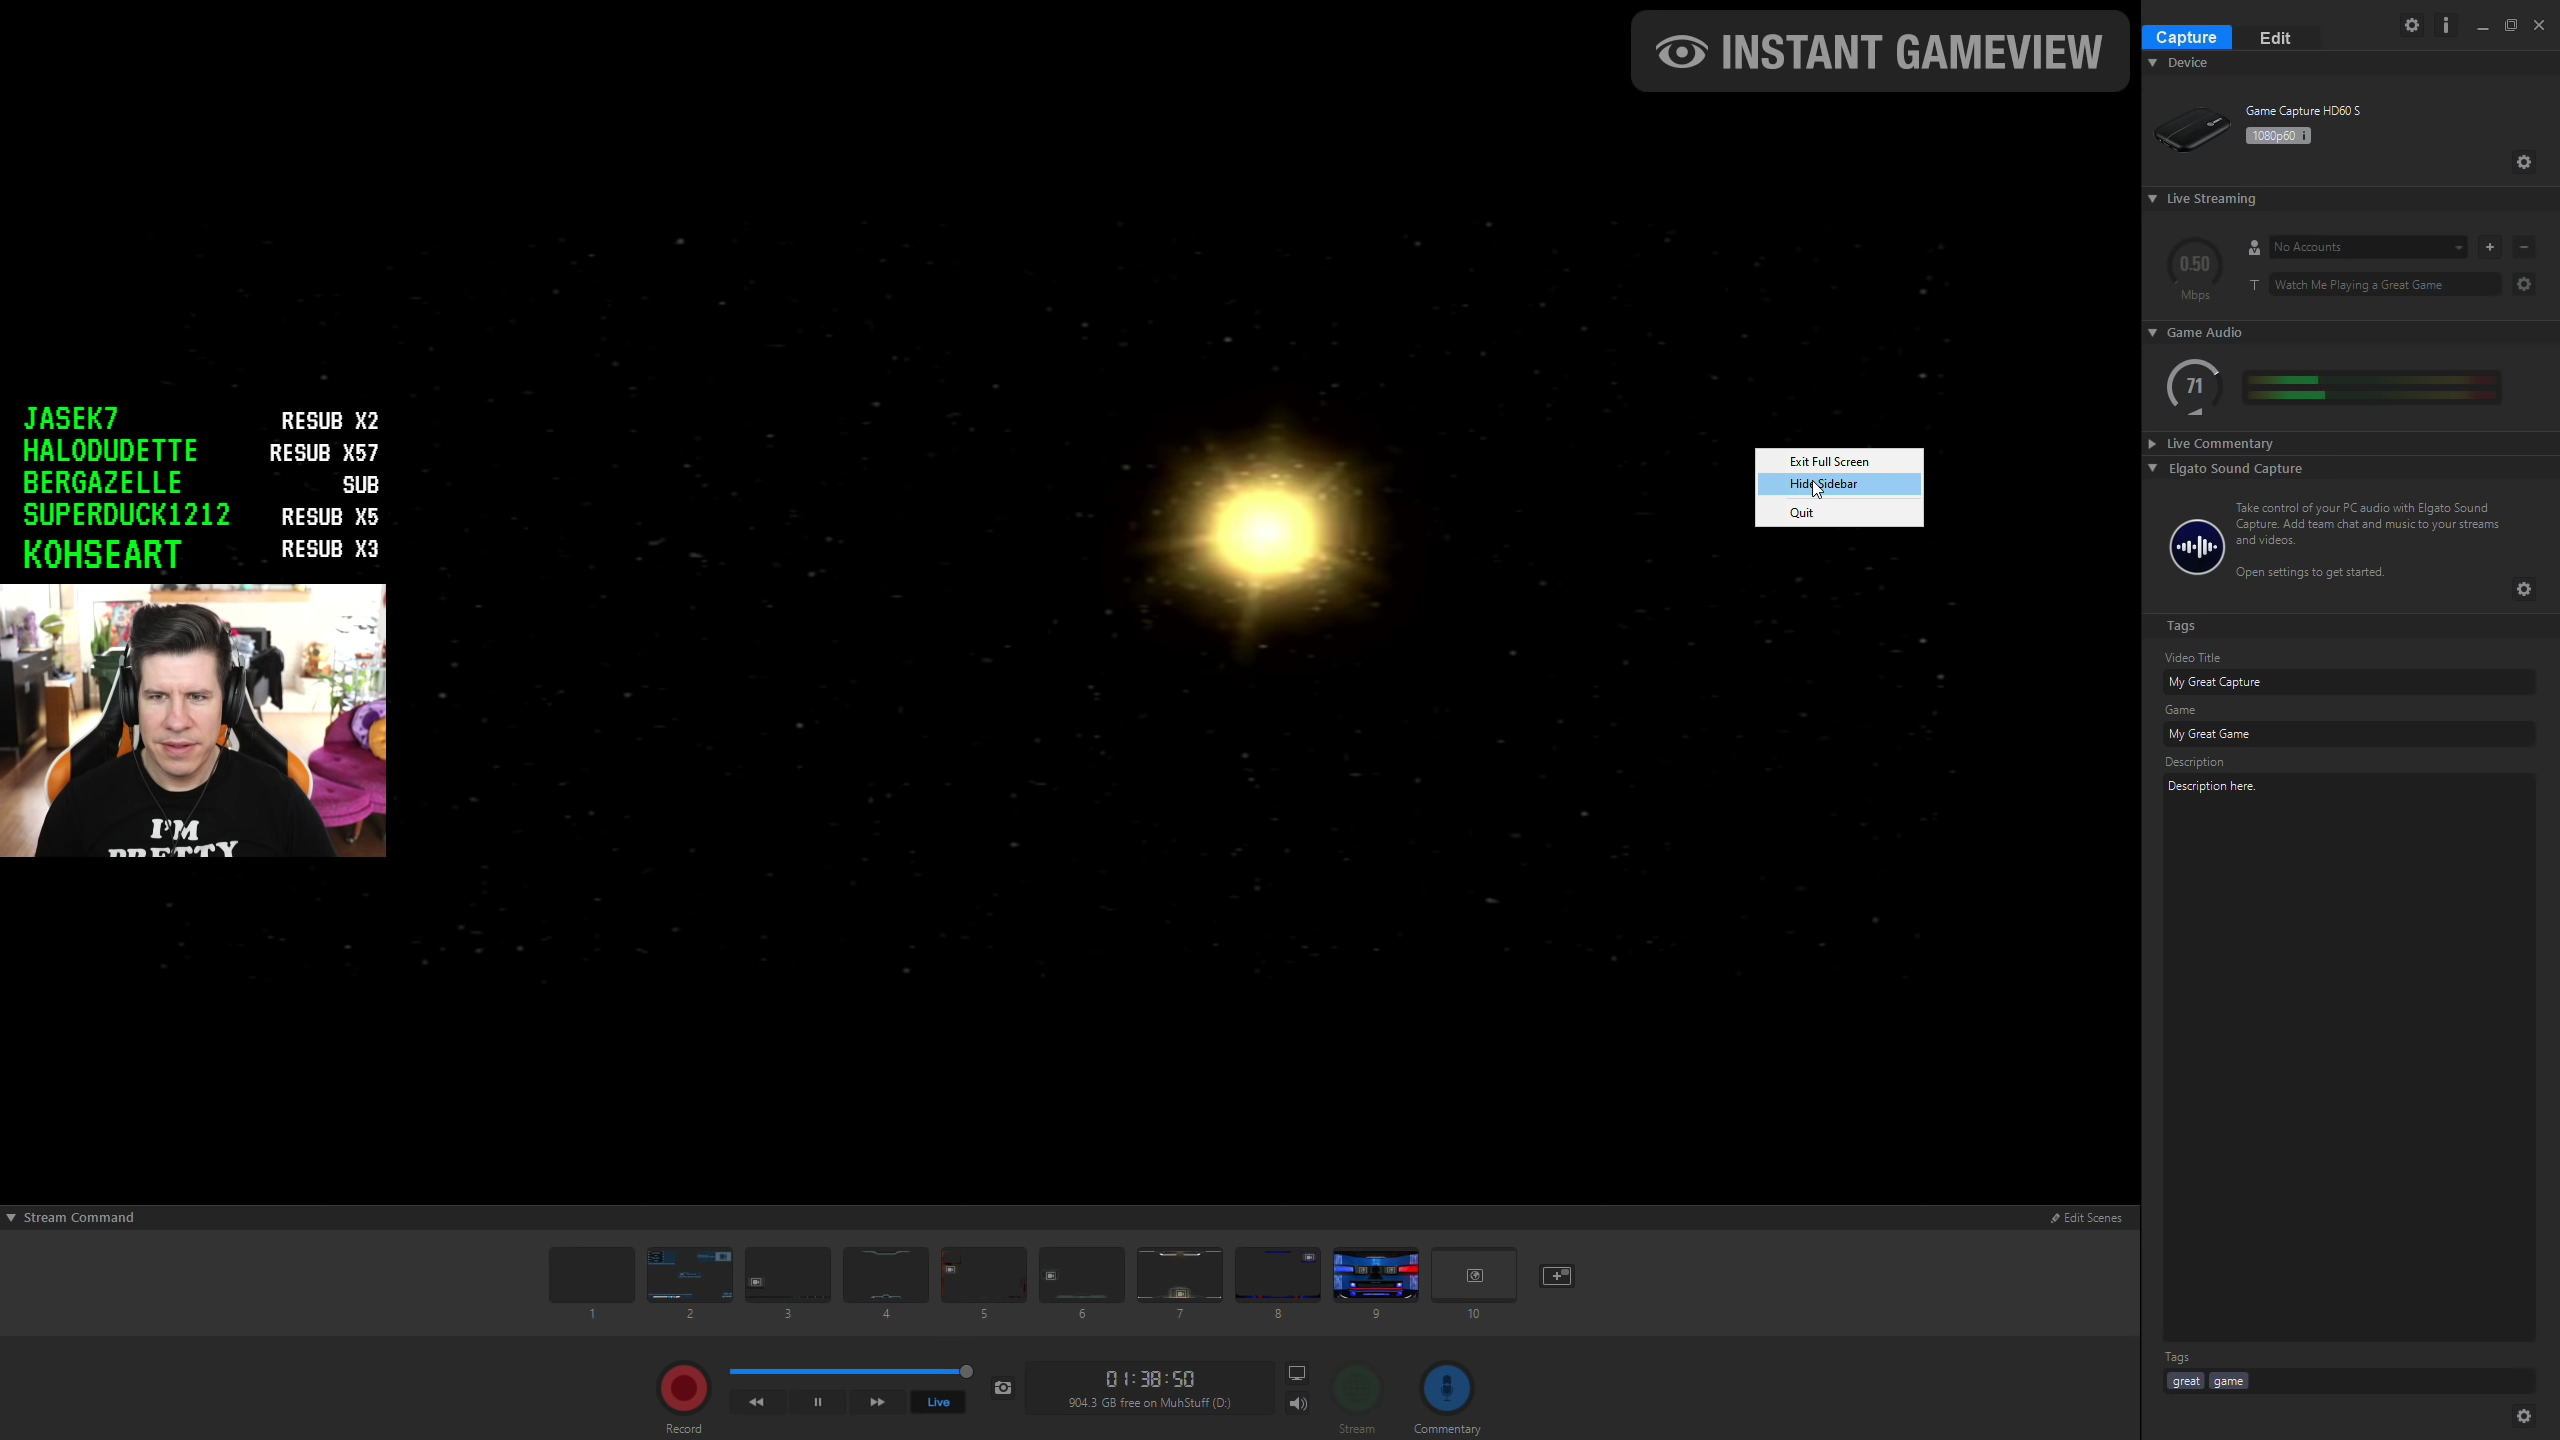 INSTANT GAMEVIEW
Capture
Edit
Device
Game Capture HD60 S
1080p60
Live Streaming
0.50
Mbps
No Accounts
Watch Me Playing a Great Game
Game Audio
71
Live Commentary
Elgato Sound Capture
Take control of your PC audio with Elgato Sound
Capture. Add team chat and music to your streams
and videos.
Open settings to get started.
Tags
Video Title
My Great Capture
Game
My Great Game
Description
Description here.
Tags
great game
JASEK7 RESUB X2
HALODUDETTE RESUB X57
BERGAZELLE SUB
SUPERDUCK1212 RESUB X5
KOHSEART RESUB X3
I'M
PRETTY
Exit Full Screen
Hide Sidebar
Quit
Stream Command
Edit Scenes
1 2 3 4 5 6 7 8 9 10
01:38:50
904.3 GB free on MuhStuff (D:)
Live
Record
Stream
Commentary